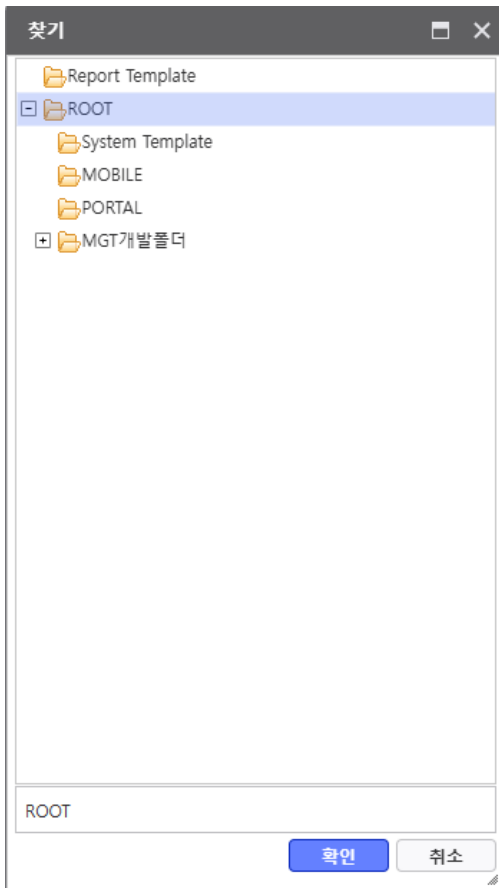 찾기
Report Template
ROOT
System Template
MOBILE
PORTAL
MGT개발폴더
ROOT
확인 취소